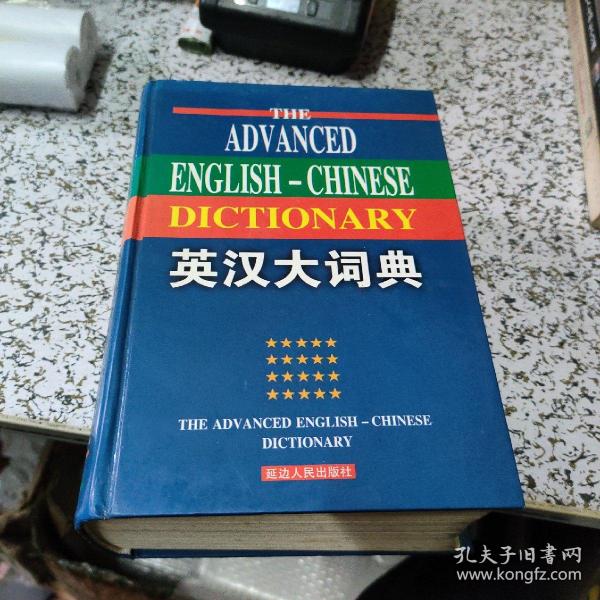 THE
ADVANCED
ENGLISH - CHINESE
DICTIONARY
英汉大词典
THE ADVANCED ENGLISH - CHINESE
DICTIONARY
延边人民出版社
孔夫子旧書网
www.kongfz.com